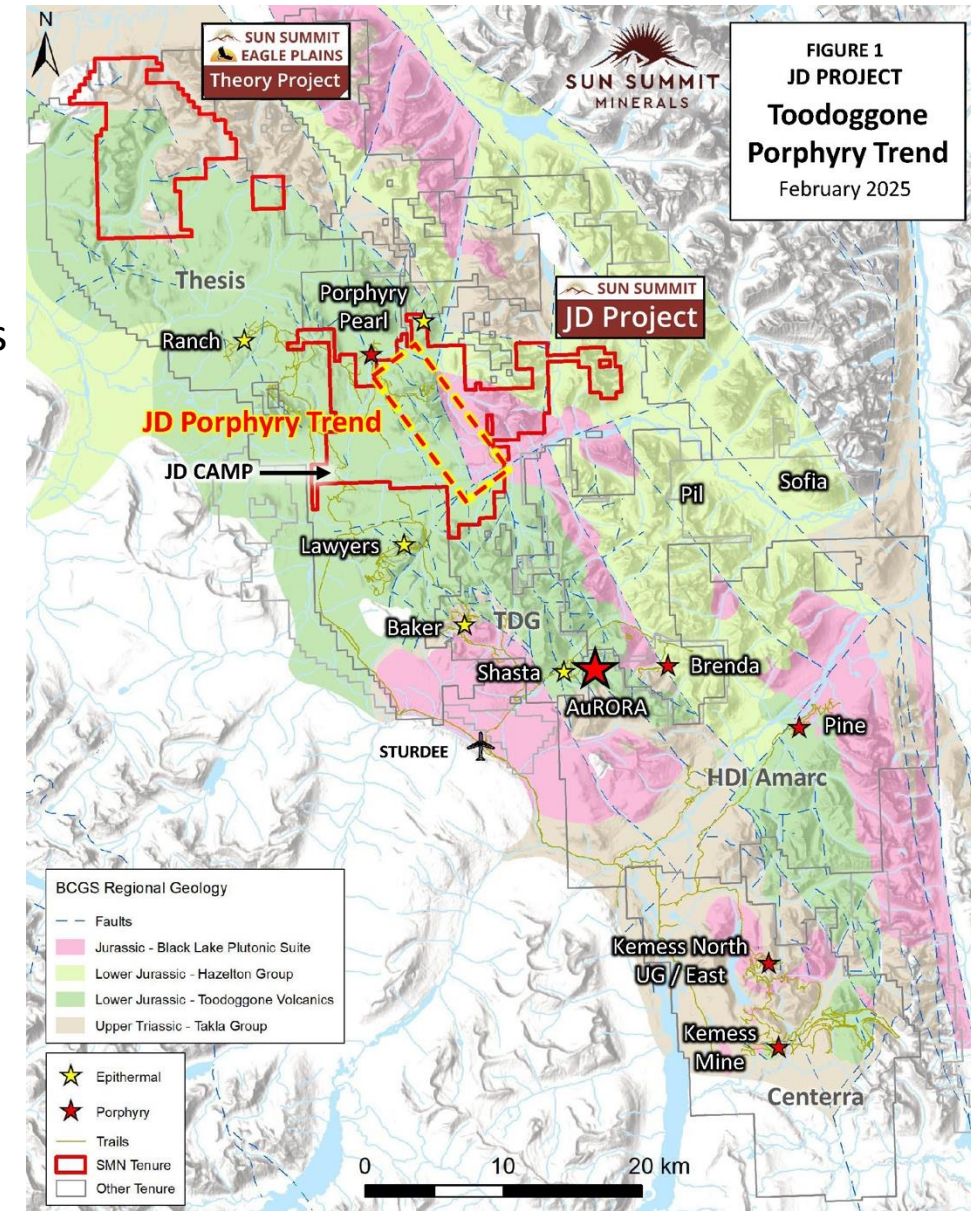 N
SUN SUMMIT
EAGLE PLAINS
Theory Project
SUN SUMMIT
MINERALS
FIGURE 1
JD PROJECT
Toodoggone
Porphyry Trend
February 2025
Thesis
Porphyry
Pearl
SUN SUMMIT
JD Project
s
Ranch
JD Porphyry Trend
JD CAMP
Pil
Sofia
Lawyers
Baker
TDG
Shasta
Brenda
AuRORA
Pine
STURDEE
HDI Amarc
BCGS Regional Geology
Faults
Jurassic - Black Lake Plutonic Suite
Lower Jurassic - Hazelton Group
Lower Jurassic - Toodoggone Volcanics
Upper Triassic - Takla Group
Kemess North
UG / East
Kemess
Mine
Centerra
Epithermal
Porphyry
Trails
SMN Tenure
Other Tenure
0 10 20 km